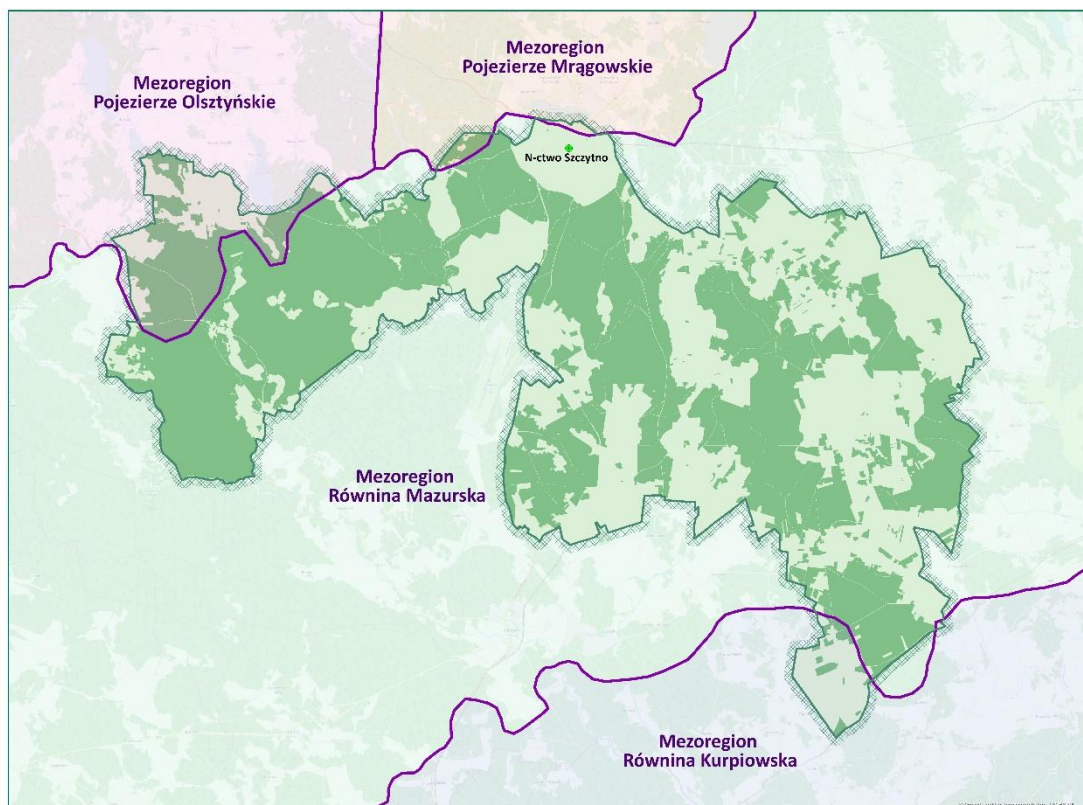 Mezoregion
Pojezierze Mrągowskie
Mezoregion
Pojezierze Olsztyńskie
N-ctwo Szczytno
Mezoregion
Równina Mazurska
Mezoregion
Równina Kurpiowska